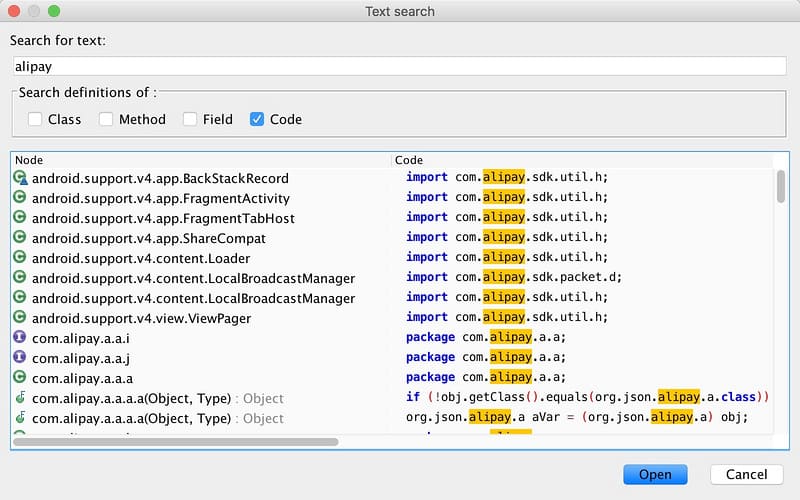 Text search
Search for text:
alipay
Search definitions of :
Class Method Field Code
Node Code
android.support.v4.app.BackStackRecord import com.alipay.sdk.util.h;
android.support.v4.app.FragmentActivity import com.alipay.sdk.util.h;
android.support.v4.app.FragmentTabHost import com.alipay.sdk.util.h;
android.support.v4.app.ShareCompat import com.alipay.sdk.util.h;
android.support.v4.content.Loader import com.alipay.sdk.util.h;
android.support.v4.content.LocalBroadcastManager import com.alipay.sdk.packet.d;
android.support.v4.content.LocalBroadcastManager import com.alipay.sdk.util.h;
android.support.v4.view.ViewPager import com.alipay.sdk.util.h;
com.alipay.a.a.i package com.alipay.a.a;
com.alipay.a.a.j package com.alipay.a.a;
com.alipay.a.a.a package com.alipay.a.a;
com.alipay.a.a.a.a(Object, Type) : Object if (!obj.getClass().equals(org.json.alipay.a.class))
com.alipay.a.a.a.a(Object, Type) : Object org.json.alipay.a aVar = (org.json.alipay.a) obj;
Open Cancel